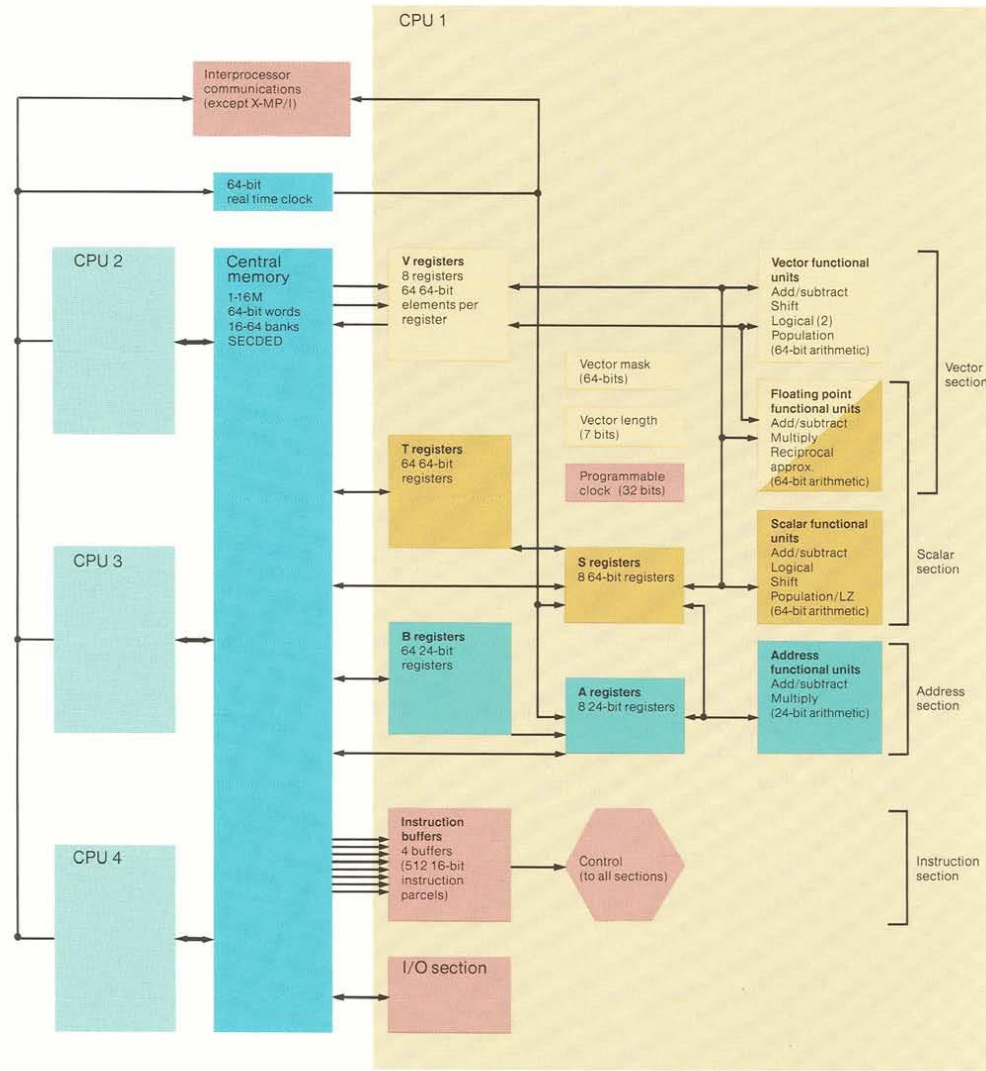 CPU 1
Interprocessor
communications
(except X-MP/I)
64-bit
real time clock
CPU 2
Central
memory
1-16M
64-bit words
16-64 banks
SECDED
V registers
8 registers
64 64-bit
elements per
register
Vector functional
units
Add/subtract
Shift
Logical (2)
Population
(64-bit arithmetic)
Vector
section
Vector mask
(64-bits)
Vector length
(7 bits)
Programmable
clock (32 bits)
Floating point
functional units
Add/subtract
Multiply
Reciprocal
approx.
(64-bit arithmetic)
T registers
64 64-bit
registers
CPU 3
S registers
8 64-bit registers
Scalar functional
units
Add/subtract
Logical
Shift
Population/LZ
(64-bit arithmetic)
Scalar
section
B registers
64 24-bit
registers
A registers
8 24-bit registers
Address
functional units
Add/subtract
Multiply
(24-bit arithmetic)
Address
section
CPU 4
Instruction
buffers
4 buffers
(512 16-bit
instruction
parcels)
Control
(to all sections)
Instruction
section
I/O section